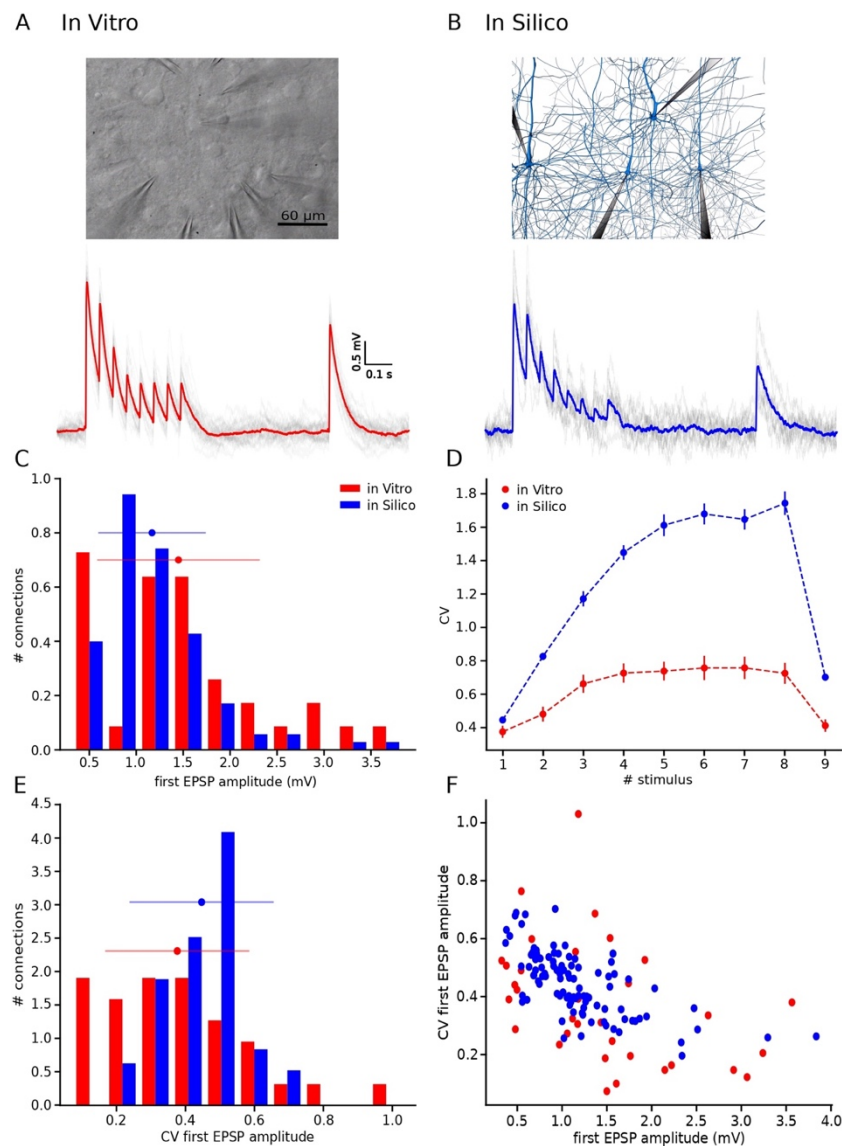 A In Vitro
B In Silico
60 µm
0.5 mV
0.1 s
C
in Vitro
in Silico
# connections
1.0
0.8
0.6
0.4
0.2
0.0
0.5 1.0 1.5 2.0 2.5 3.0 3.5
first EPSP amplitude (mV)
D
in Vitro
in Silico
CV
1.8
1.6
1.4
1.2
1.0
0.8
0.6
0.4
1 2 3 4 5 6 7 8 9
# stimulus
E
# connections
4.5
4.0
3.5
3.0
2.5
2.0
1.5
1.0
0.5
0.0
0.2 0.4 0.6 0.8 1.0
CV first EPSP amplitude
F
CV first EPSP amplitude
1.0
0.8
0.6
0.4
0.2
0.5 1.0 1.5 2.0 2.5 3.0 3.5 4.0
first EPSP amplitude (mV)